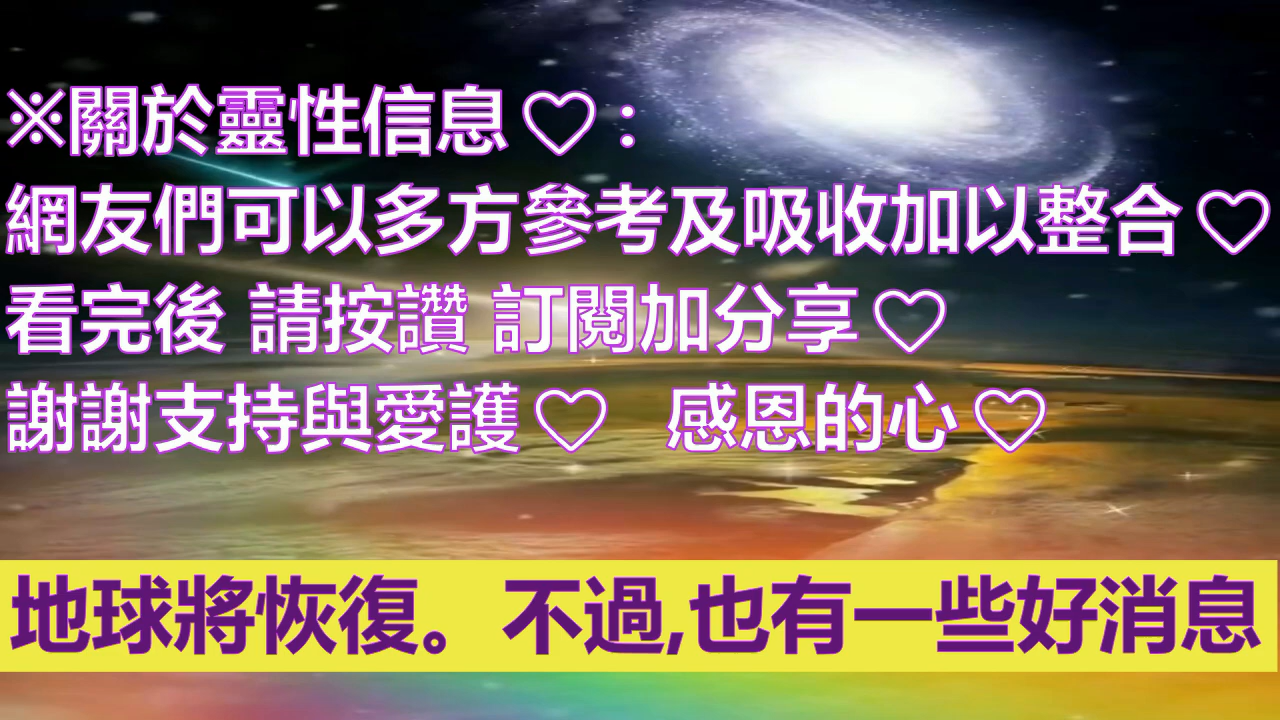 ※關於靈性信息♡:
網友們可以多方參考及吸收加以整合♡
看完後 請按讚 訂閱加分享♡
謝謝支持與愛護♡ 感恩的心♡
地球將恢復。不過,也有一些好消息